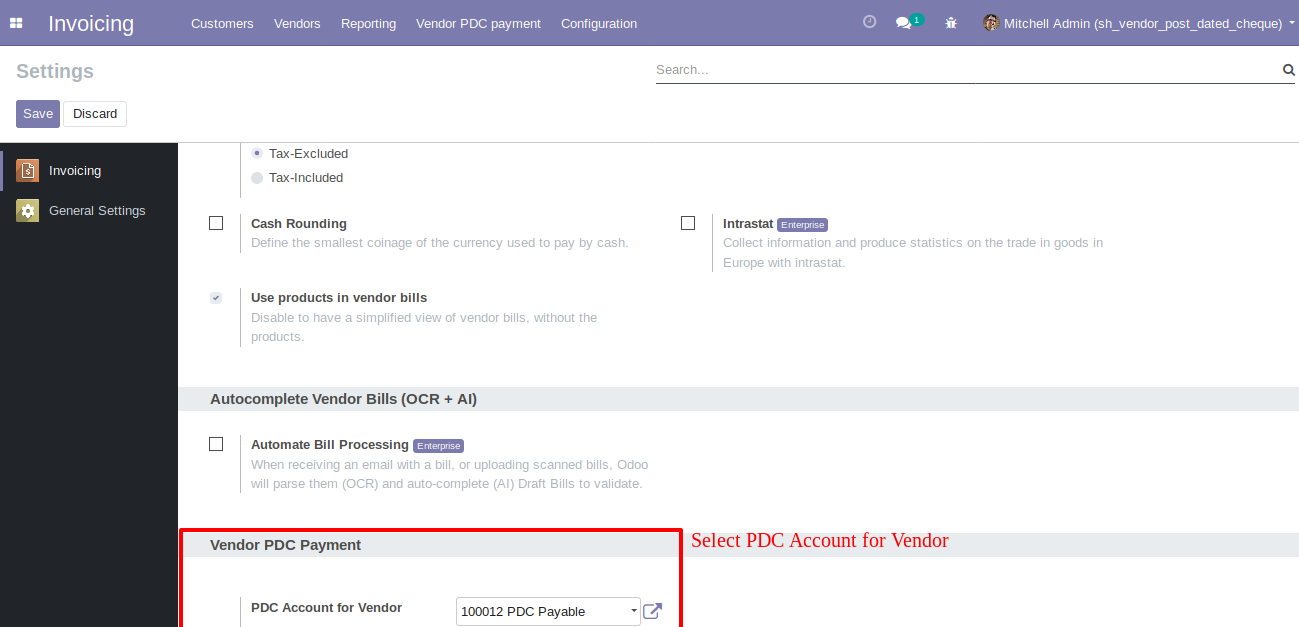 Invoicing
Customers Vendors Reporting Vendor PDC payment Configuration
1
Mitchell Admin (sh_vendor_post_dated_cheque)
Settings
Search...
Save Discard
Invoicing
General Settings
Tax-Excluded
Tax-Included
Cash Rounding
Define the smallest coinage of the currency used to pay by cash.
Intrastat Enterprise
Collect information and produce statistics on the trade in goods in
Europe with intrastat.
Use products in vendor bills
Disable to have a simplified view of vendor bills, without the
products.
Autocomplete Vendor Bills (OCR + AI)
Automate Bill Processing Enterprise
When receiving an email with a bill, or uploading scanned bills, Odoo
will parse them (OCR) and auto-complete (AI) Draft Bills to validate.
Vendor PDC Payment
Select PDC Account for Vendor
PDC Account for Vendor
100012 PDC Payable